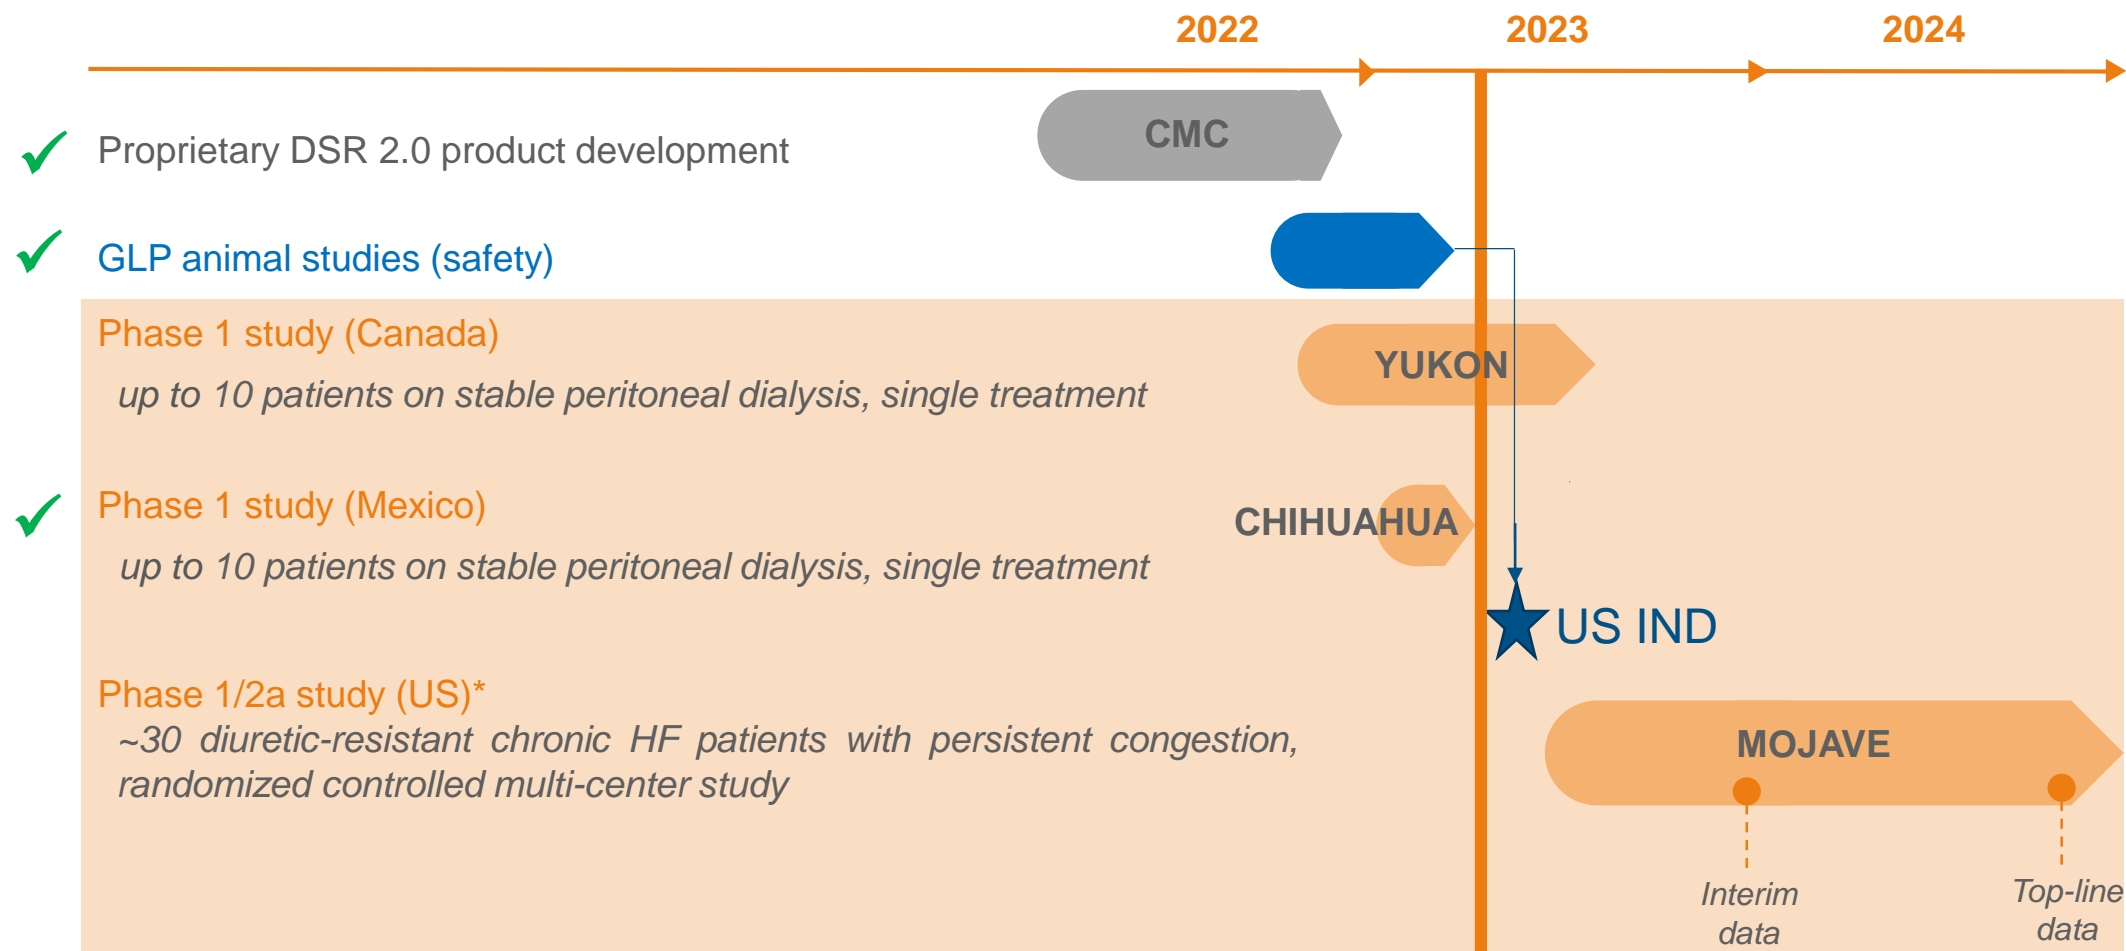 2022 2023 2024
CMC
Proprietary DSR 2.0 product development
GLP animal studies (safety)
Phase 1 study (Canada)
YUKON
up to 10 patients on stable peritoneal dialysis, single treatment
Phase 1 study (Mexico)
CHIHUAHUA
up to 10 patients on stable peritoneal dialysis, single treatment
US IND
Phase 1/2a study (US)*
~30 diuretic-resistant chronic HF patients with persistent congestion,
randomized controlled multi-center study
MOJAVE
Interim
data
Top-line
data